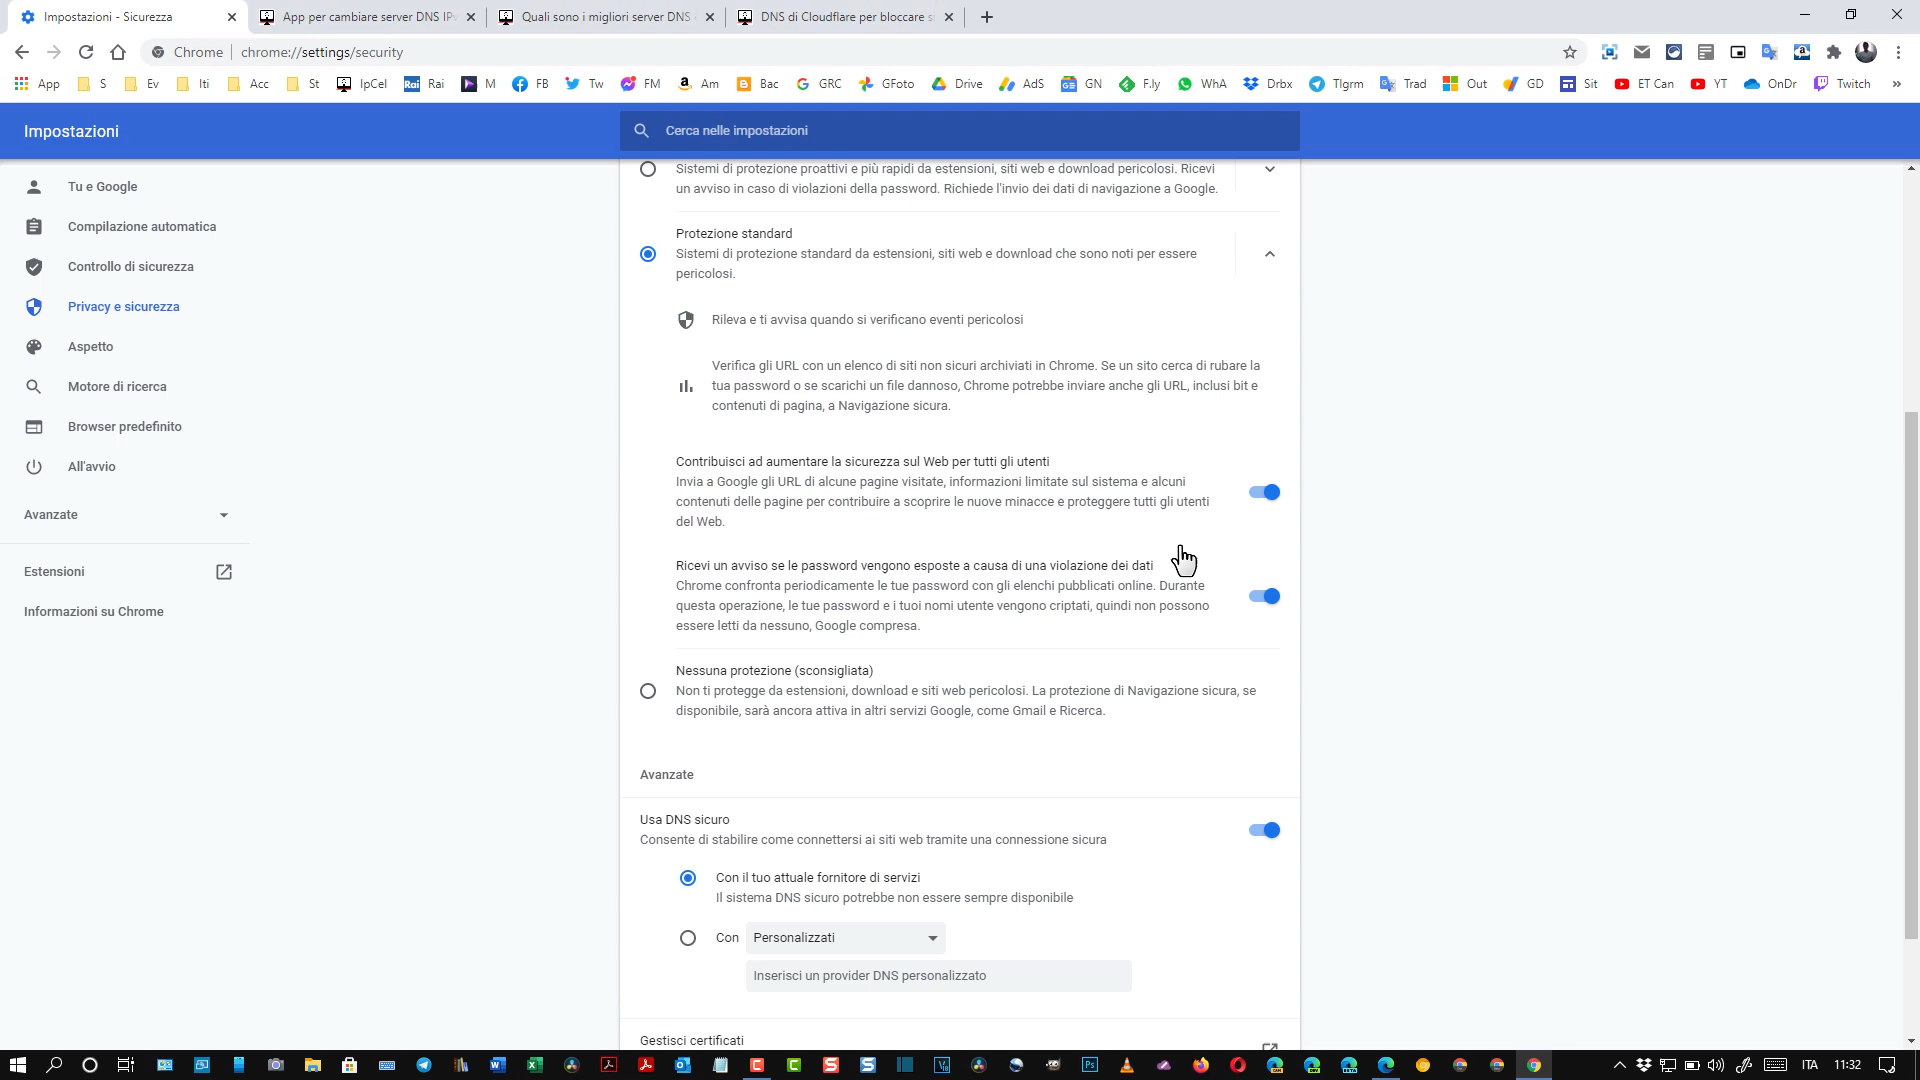 Impostazioni - Sicurezza
App per cambiare server DNS IPv
Quali sono i migliori server DNS
DNS di Cloudflare per bloccare si
Chrome
chrome://settings/security
App
S
Ev
Iti
Acc
St
IpCel
Rai Rai
M
FB
Tw
FM
Am
Bac
GRC
GFoto
Drive
AdS
GN
F.ly
WhA
Drbx
Tlgrm
Trad
Out
GD
Sit
ET Can
YT
OnDr
Twitch
»
Impostazioni
Cerca nelle impostazioni
Tu e Google
Compilazione automatica
Controllo di sicurezza
Privacy e sicurezza
Aspetto
Motore di ricerca
Browser predefinito
All'avvio
Avanzate
Estensioni
Informazioni su Chrome
Sistemi di protezione proattivi e più rapidi da estensioni, siti web e download pericolosi. Ricevi
un avviso in caso di violazioni della password. Richiede l'invio dei dati di navigazione a Google.
Protezione standard
Sistemi di protezione standard da estensioni, siti web e download che sono noti per essere
pericolosi.
Rileva e ti avvisa quando si verificano eventi pericolosi
Verifica gli URL con un elenco di siti non sicuri archiviati in Chrome. Se un sito cerca di rubare la
tua password o se scarichi un file dannoso, Chrome potrebbe inviare anche gli URL, inclusi bit e
contenuti di pagina, a Navigazione sicura.
Contribuisci ad aumentare la sicurezza sul Web per tutti gli utenti
Invia a Google gli URL di alcune pagine visitate, informazioni limitate sul sistema e alcuni
contenuti delle pagine per contribuire a scoprire le nuove minacce e proteggere tutti gli utenti
del Web.
Ricevi un avviso se le password vengono esposte a causa di una violazione dei dati
Chrome confronta periodicamente le tue password con gli elenchi pubblicati online. Durante
questa operazione, le tue password e i tuoi nomi utente vengono criptati, quindi non possono
essere letti da nessuno, Google compresa.
Nessuna protezione (sconsigliata)
Non ti protegge da estensioni, download e siti web pericolosi. La protezione di Navigazione sicura, se
disponibile, sarà ancora attiva in altri servizi Google, come Gmail e Ricerca.
Avanzate
Usa DNS sicuro
Consente di stabilire come connettersi ai siti web tramite una connessione sicura
Con il tuo attuale fornitore di servizi
Il sistema DNS sicuro potrebbe non essere sempre disponibile
Con
Personalizzati
Inserisci un provider DNS personalizzato
Gestisci certificati
ITA
11:32